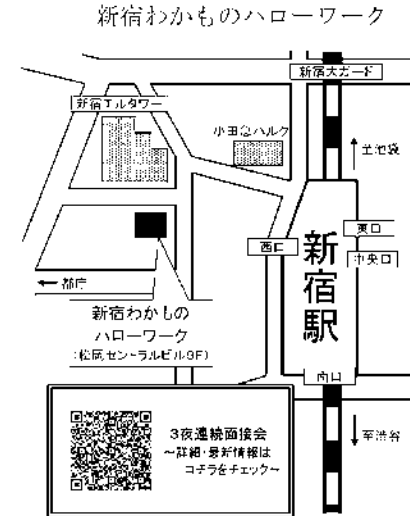 新宿わかものハローワーク
新宿大ガード
新宿エルタワー
小田急ハルク
至池袋
東口
西口
中央口
新宿駅
都庁
新宿わかもの
ハローワーク
(松岡セントラルビル9F)
南口
至渋谷
3夜連続面接会
～詳細・最新情報は
コチラをチェック～